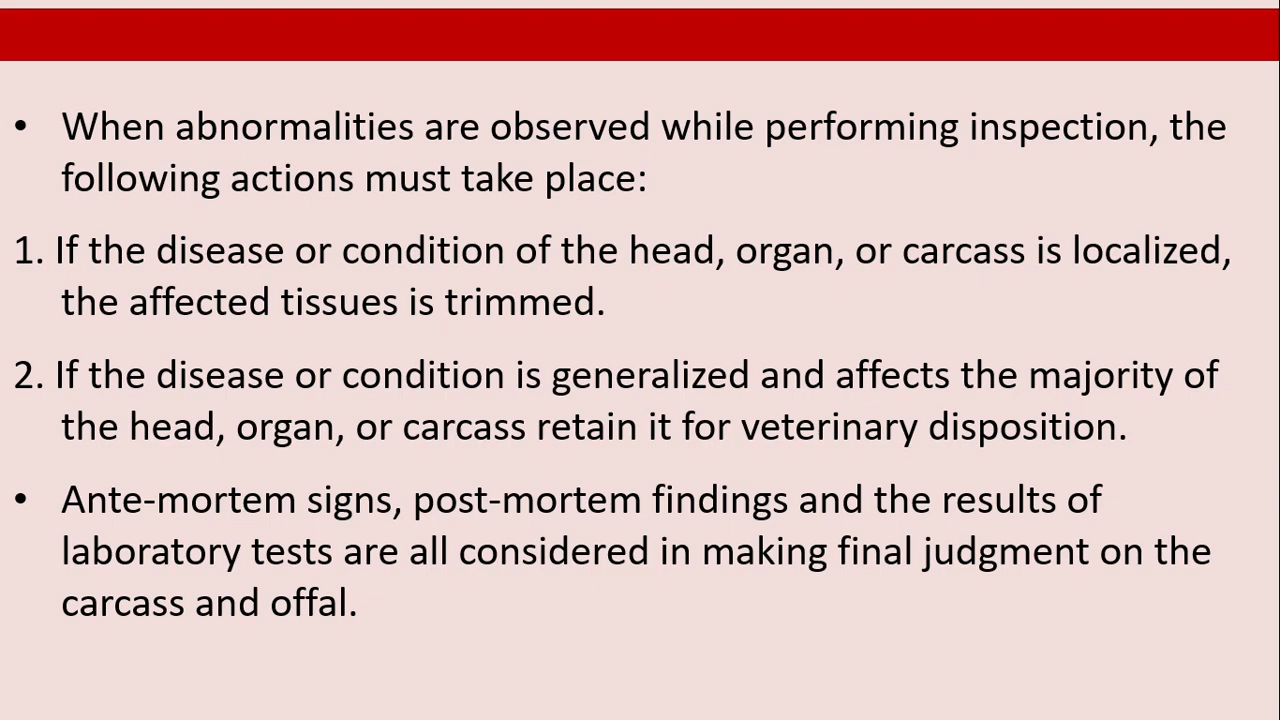 • When abnormalities are observed while performing inspection, the
following actions must take place:
1. If the disease or condition of the head, organ, or carcass is localized,
the affected tissues is trimmed.
2. If the disease or condition is generalized and affects the majority of
the head, organ, or carcass retain it for veterinary disposition.
• Ante-mortem signs, post-mortem findings and the results of
laboratory tests are all considered in making final judgment on the
carcass and offal.